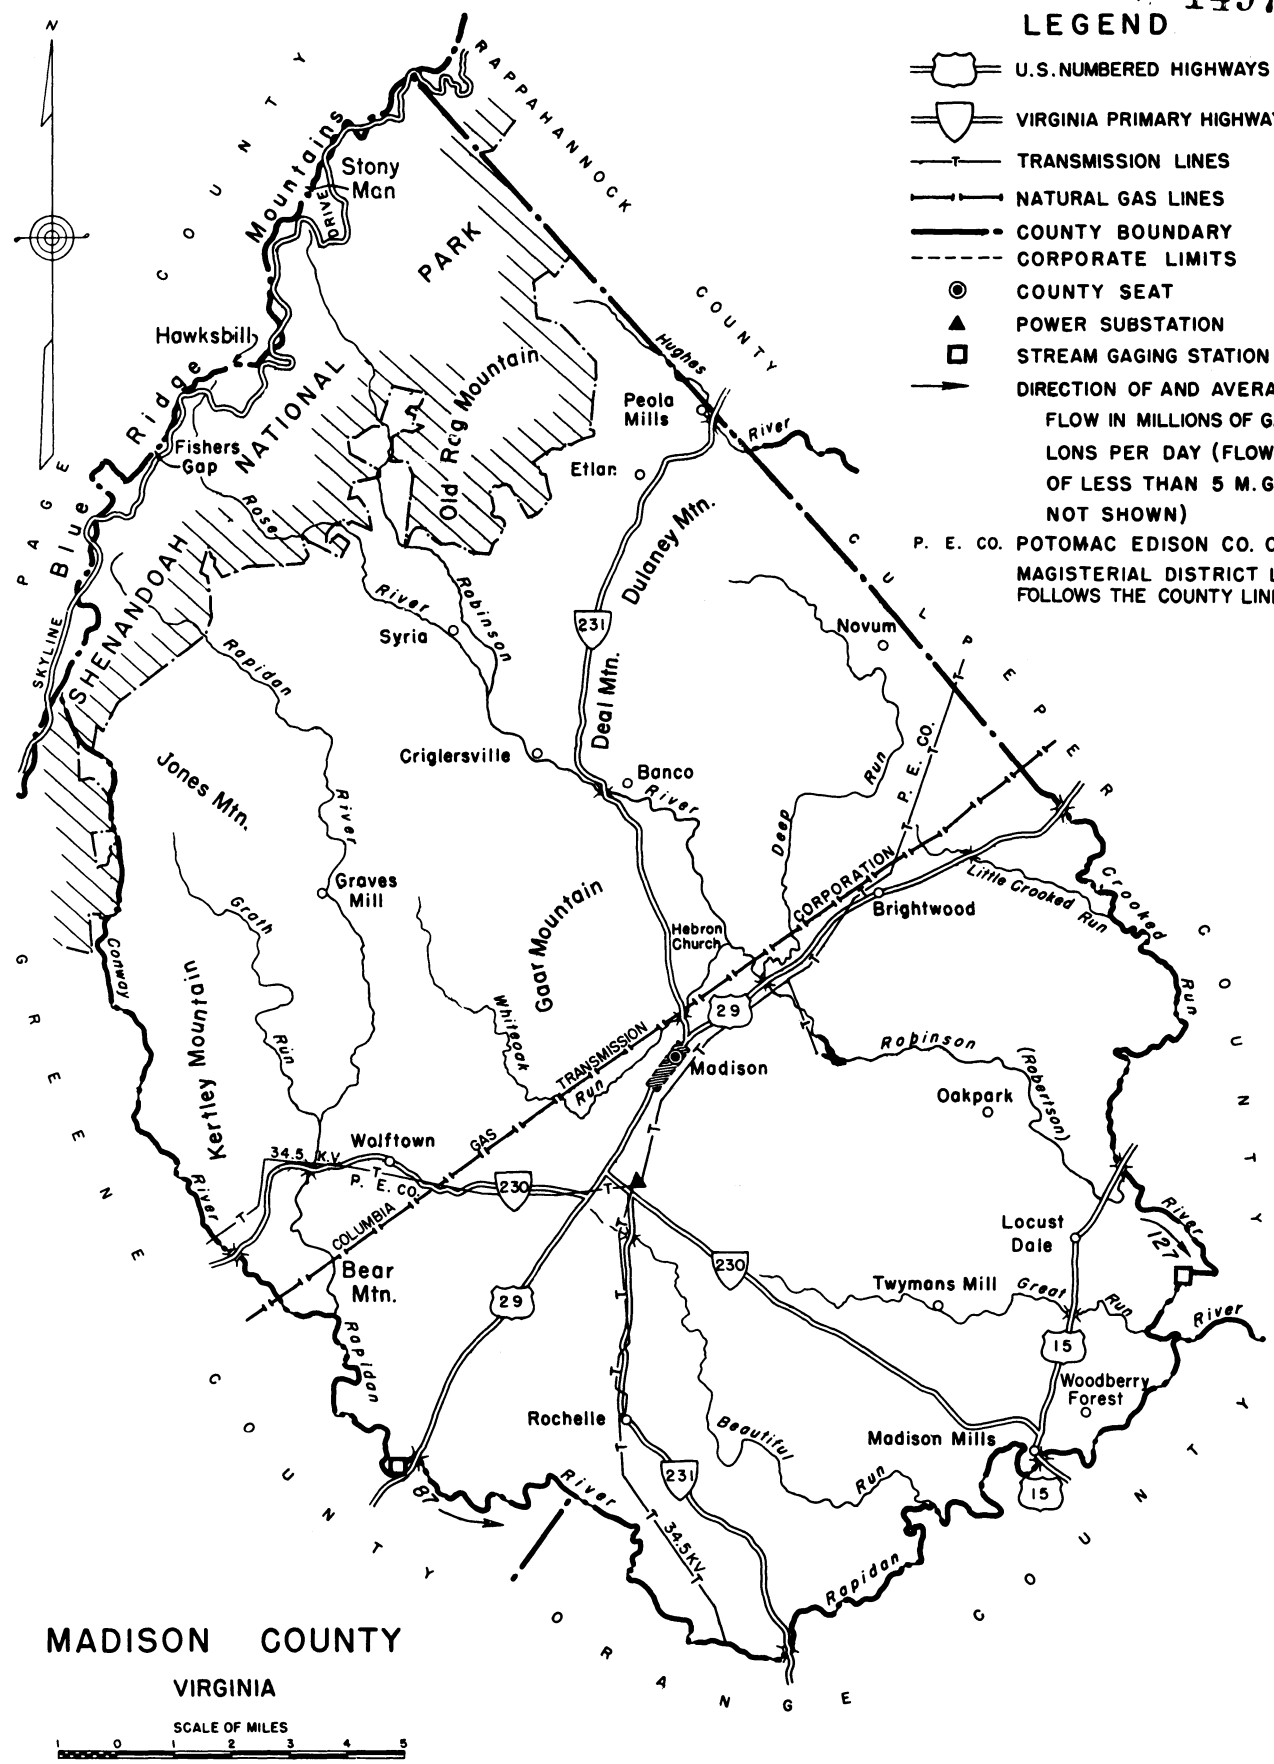 LEGEND
U.S. NUMBERED HIGHWAYS
VIRGINIA PRIMARY
TRANSMISSION LINES
NATURAL GAS LINES
COUNTY BOUNDARY
CORPORATE LIMITS
COUNTY SEAT
POWER SUBSTATION
STREAM GAGING STATION
DIRECTION OF AND
FLOW IN MILLIONS OF
LONS PER DAY (FLOW
OF LESS THAN 5 M.G
NOT SHOWN)
P. E. CO. POTOMAC EDISON CO.
MAGISTERIAL DISTRICT
FOLLOWS THE COUNTY
N
PAGE COUNTY
RAPPAHANNOCK COUNTY
CULPEPER COUNTY
GREENE COUNTY
ORANGE COUNTY
Blue Ridge Mountains
Stony
Man
SKYLINE
DRIVE
SHENANDOAH NATIONAL PARK
Hawksbill
Fishers
Gap
Old Rag Mountain
Hughes River
Peola
Mills
Etlan
Dulaney Mtn.
231
Rose River
Robinson
Syria
Deal Mtn.
Novum
Rapidan River
Criglersville
Banco
River
Jones Mtn.
Deep Run
T P. E. T CO. T
Graves
Mill
Garth Run
Gaar Mountain
Hebron
Church
CORPORATION
Brightwood
Little Crooked Run
Crooked Run
Conway River
Kertley Mountain
Whiteoak Run
TRANSMISSION
29
Madison
Robinson (Robertson) River
Oakpark
34.5 K.V.
Wolftown
T
P. E. CO.
GAS
230
COLUMBIA
T
Bear
Mtn.
29
230
Locust
Dale
127
Twymans Mill
Great Run
River
15
Woodberry
Forest
Rapidan River
Rochelle
Beautiful Run
Madison Mills
231
15
87
T 34.5KV. T
Rapidan
MADISON COUNTY
VIRGINIA
SCALE OF MILES
1 0 1 2 3 4 5